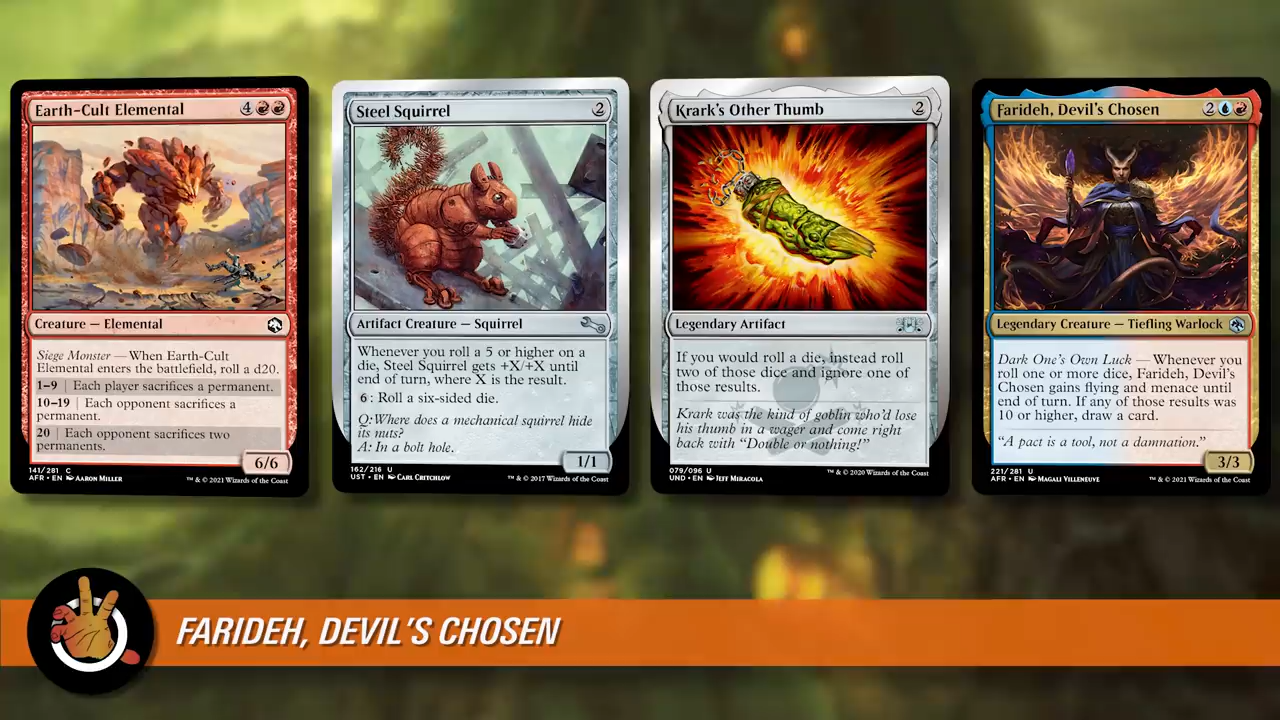 Earth-Cult Elemental 4
Creature — Elemental
Siege Monster — When Earth-Cult
Elemental enters the battlefield, roll a d20.
1–9 | Each player sacrifices a permanent.
10–19 | Each opponent sacrifices a
permanent.
20 | Each opponent sacrifices two
permanents.
6/6
141/281 C
AFR • EN Aaron Miller
™ & © 2021 Wizards of the Coast
Steel Squirrel 2
Artifact Creature — Squirrel
Whenever you roll a 5 or higher on a
die, Steel Squirrel gets +X/+X until
end of turn, where X is the result.
6 : Roll a six-sided die.
Q:Where does a mechanical squirrel hide
its nuts?
A: In a bolt hole.
1/1
162/216 U
UST • EN Carl Critchlow
™ & © 2017 Wizards of the Coast
Krark's Other Thumb 2
Legendary Artifact
If you would roll a die, instead roll
two of those dice and ignore one of
those results.
Krark was the kind of goblin who'd lose
his thumb in a wager and come right
back with “Double or nothing!”
079/096 U
UND • EN Jeff Miracola
™ & © 2020 Wizards of the Coast
Farideh, Devil's Chosen 2
Legendary Creature — Tiefling Warlock
Dark One's Own Luck — Whenever you
roll one or more dice, Farideh, Devil's
Chosen gains flying and menace until
end of turn. If any of those results was
10 or higher, draw a card.
“A pact is a tool, not a damnation.”
3/3
221/281 U
AFR • EN Magali Villeneuve
™ & © 2021 Wizards of the Coast
FARIDEH, DEVIL'S CHOSEN